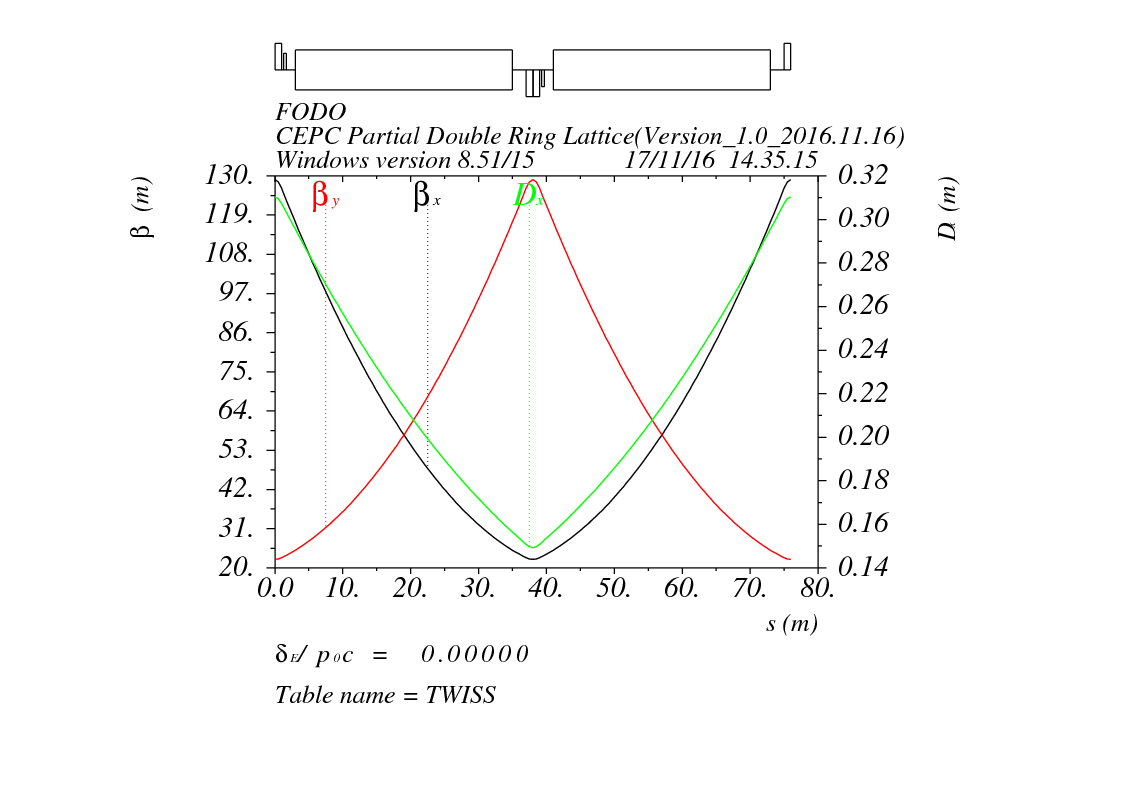 FODO
CEPC Partial Double Ring Lattice(Version_1.0_2016.11.16)
Windows version 8.51/15 17/11/16 14.35.15
β (m)
130.
119.
108.
97.
86.
75.
64.
53.
42.
31.
20.
βy βx Dx
0.32
0.30
0.28
0.26
0.24
0.22
0.20
0.18
0.16
0.14
Dx (m)
0.0 10. 20. 30. 40. 50. 60. 70. 80.
s (m)
δE/ p0c = 0.00000
Table name = TWISS